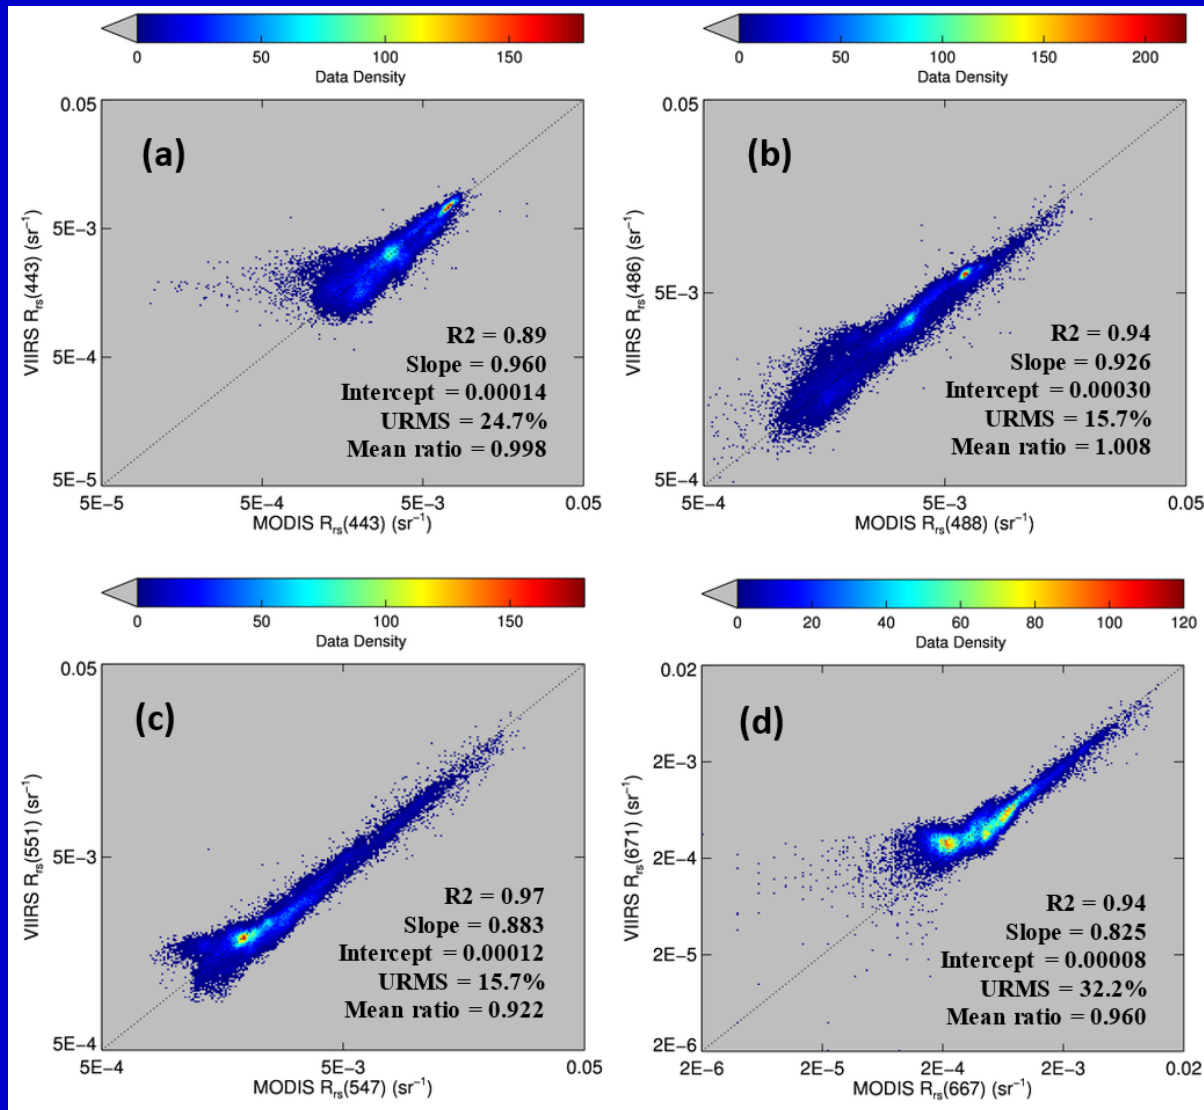 0 50 100 150
Data Density
(a)
0.05
5E−3
5E−4
5E−5
VIIRS Rrs(443) (sr−1)
R2 = 0.89
Slope = 0.960
Intercept = 0.00014
URMS = 24.7%
Mean ratio = 0.998
5E−5 5E−4 5E−3 0.05
MODIS Rrs(443) (sr−1)
0 50 100 150 200
Data Density
(b)
0.05
5E−3
5E−4
VIIRS Rrs(486) (sr−1)
R2 = 0.94
Slope = 0.926
Intercept = 0.00030
URMS = 15.7%
Mean ratio = 1.008
5E−4 5E−3 0.05
MODIS Rrs(488) (sr−1)
0 50 100 150
Data Density
(c)
0.05
5E−3
5E−4
VIIRS Rrs(551) (sr−1)
R2 = 0.97
Slope = 0.883
Intercept = 0.00012
URMS = 15.7%
Mean ratio = 0.922
5E−4 5E−3 0.05
MODIS Rrs(547) (sr−1)
0 20 40 60 80 100 120
Data Density
(d)
0.02
2E−3
2E−4
2E−5
2E−6
VIIRS Rrs(671) (sr−1)
R2 = 0.94
Slope = 0.825
Intercept = 0.00008
URMS = 32.2%
Mean ratio = 0.960
2E−6 2E−5 2E−4 2E−3 0.02
MODIS Rrs(667) (sr−1)